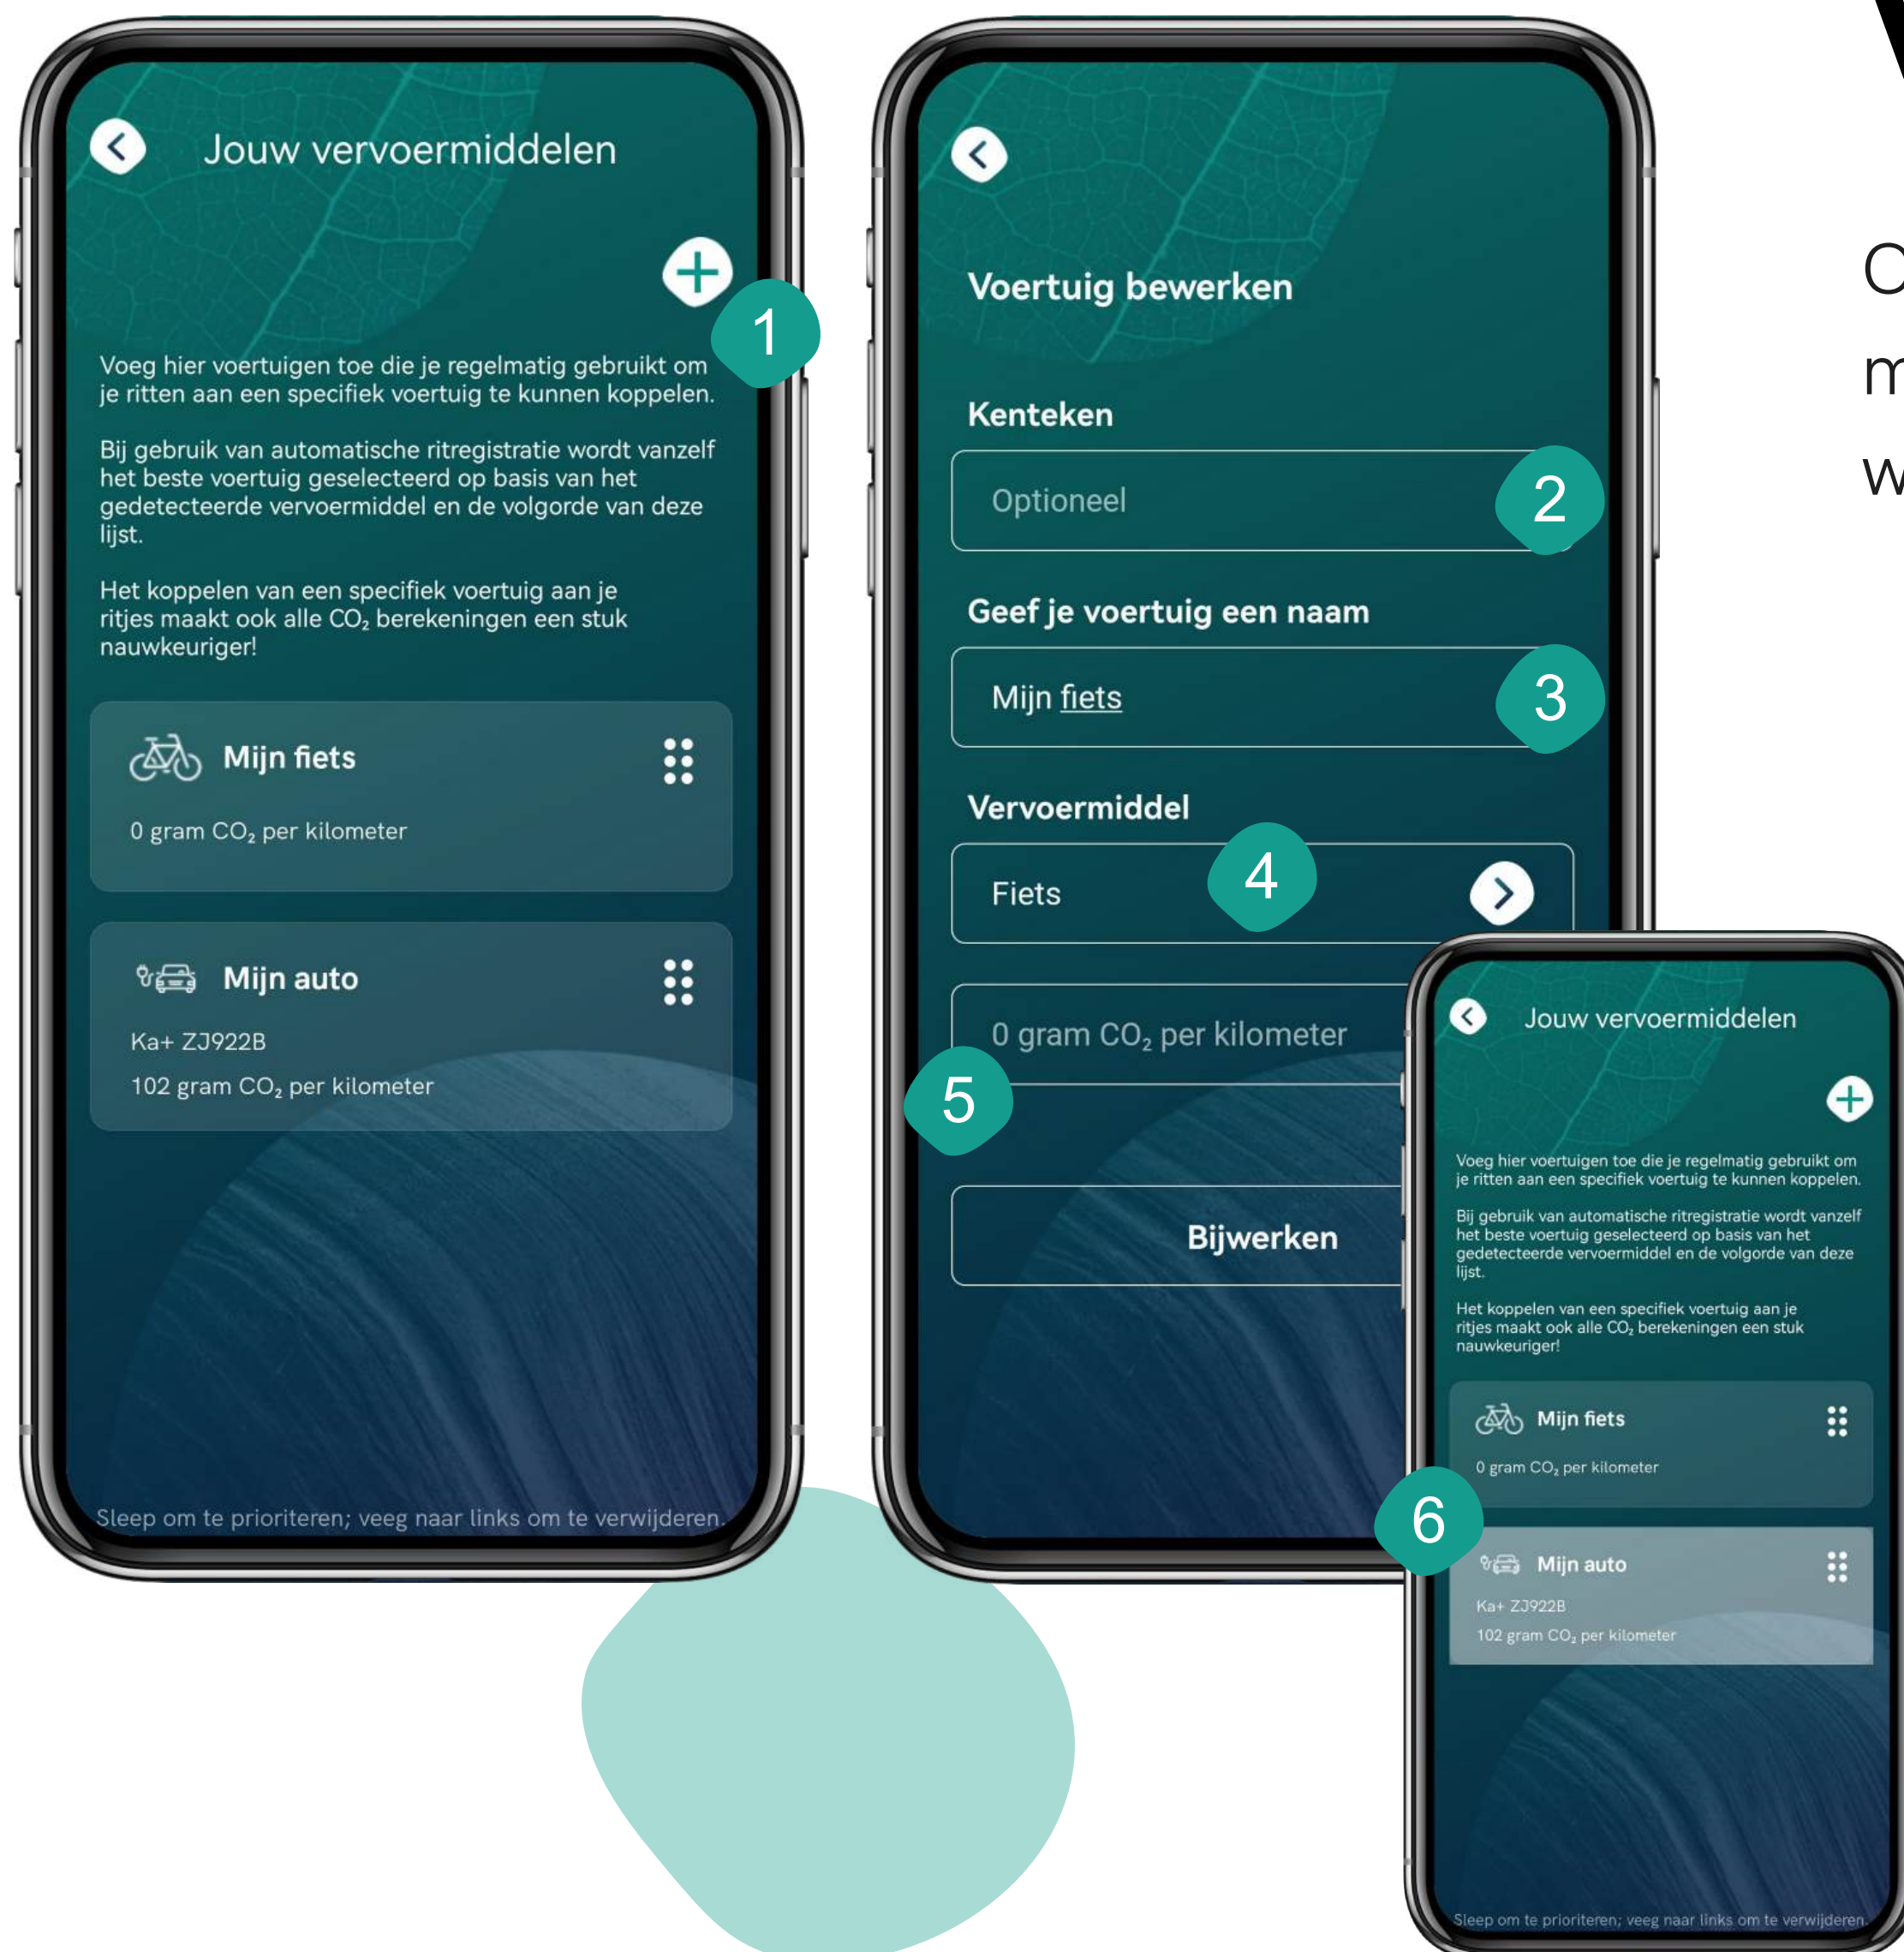 Jouw vervoermiddelen
1
Voeg hier voertuigen toe die je regelmatig gebruikt om
je ritten aan een specifiek voertuig te kunnen koppelen.
Bij gebruik van automatische ritregistratie wordt vanzelf
het beste voertuig geselecteerd op basis van het
gedetecteerde vervoermiddel en de volgorde van deze
lijst.
Het koppelen van een specifiek voertuig aan je
ritjes maakt ook alle CO₂ berekeningen een stuk
nauwkeuriger!
Mijn fiets
0 gram CO₂ per kilometer
Mijn auto
Ka+ ZJ922B
102 gram CO₂ per kilometer
Sleep om te prioriteren; veeg naar links om te verwijderen.
Voertuig bewerken
Kenteken
Optioneel
2
Geef je voertuig een naam
Mijn fiets
3
Vervoermiddel
Fiets
4
0 gram CO₂ per kilometer
5
Bijwerken
Jouw vervoermiddelen
Voeg hier voertuigen toe die je regelmatig gebruikt om
je ritten aan een specifiek voertuig te kunnen koppelen.
Bij gebruik van automatische ritregistratie wordt vanzelf
het beste voertuig geselecteerd op basis van het
gedetecteerde vervoermiddel en de volgorde van deze
lijst.
Het koppelen van een specifiek voertuig aan je
ritjes maakt ook alle CO₂ berekeningen een stuk
nauwkeuriger!
Mijn fiets
0 gram CO₂ per kilometer
6
Mijn auto
Ka+ ZJ922B
102 gram CO₂ per kilometer
Sleep om te prioriteren; veeg naar links om te verwijderen.